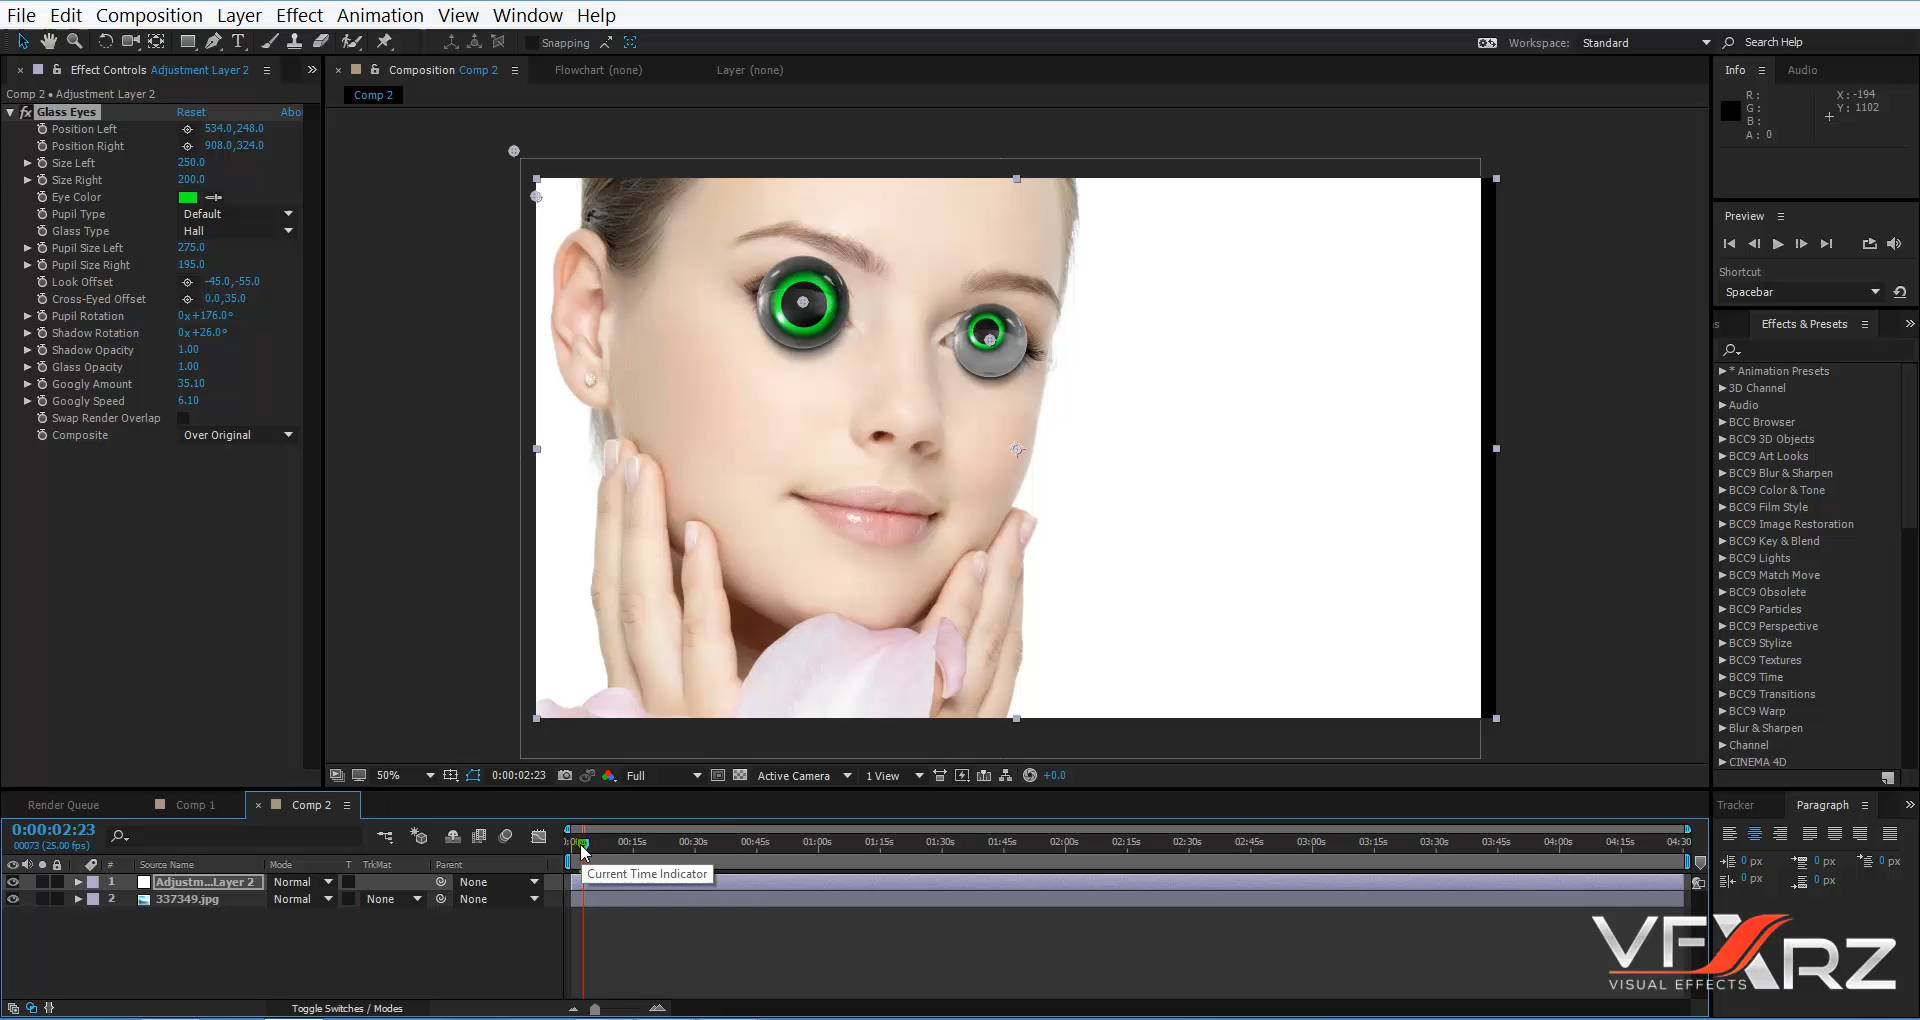 File Edit Composition Layer Effect Animation View Window Help
Snapping
Workspace: Standard
Search Help
Effect Controls Adjustment Layer 2
Comp 2 • Adjustment Layer 2
fx Glass Eyes Reset Abo
Position Left 534.0,248.0
Position Right 908.0,324.0
Size Left 250.0
Size Right 200.0
Eye Color
Pupil Type Default
Glass Type Hall
Pupil Size Left 275.0
Pupil Size Right 195.0
Look Offset -45.0,-55.0
Cross-Eyed Offset 0.0,35.0
Pupil Rotation 0x+176.0°
Shadow Rotation 0x+26.0°
Shadow Opacity 1.00
Glass Opacity 1.00
Googly Amount 35.10
Googly Speed 6.10
Swap Render Overlap
Composite Over Original
Composition Comp 2
Flowchart (none)
Layer (none)
Comp 2
50%
0:00:02:23
Full
Active Camera
1 View
+0.0
Info Audio
R: X: -194
G: Y: 1102
B:
A: 0
Preview
Shortcut
Spacebar
s Effects & Presets
* Animation Presets
3D Channel
Audio
BCC Browser
BCC9 3D Objects
BCC9 Art Looks
BCC9 Blur & Sharpen
BCC9 Color & Tone
BCC9 Film Style
BCC9 Image Restoration
BCC9 Key & Blend
BCC9 Lights
BCC9 Match Move
BCC9 Obsolete
BCC9 Particles
BCC9 Perspective
BCC9 Stylize
BCC9 Textures
BCC9 Time
BCC9 Transitions
BCC9 Warp
Blur & Sharpen
Channel
CINEMA 4D
Render Queue
Comp 1
Comp 2
0:00:02:23
00073 (25.00 fps)
00:15s 00:30s 00:45s 01:00s 01:15s 01:30s 01:45s 02:00s 02:15s 02:30s 02:45s 03:00s 03:15s 03:30s 03:45s 04:00s 04:15s 04:30
# Source Name Mode T TrkMat Parent
1 Adjustm...Layer 2 Normal None
2 337349.jpg Normal None None
Current Time Indicator
Toggle Switches / Modes
Tracker Paragraph
0 px 0 px 0 px
0 px 0 px
VFXARZ
VISUAL EFFECTS